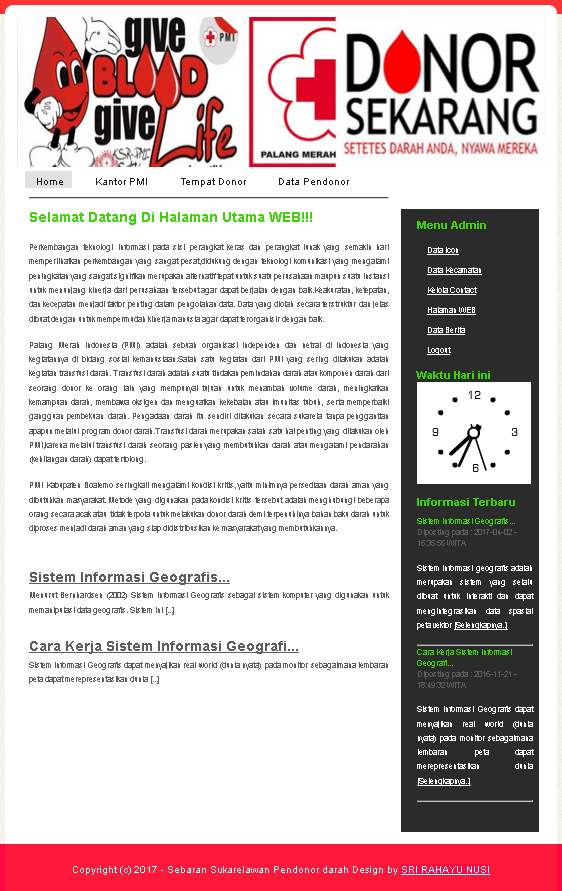 give
BLOOD
give
Life
PMI
KSR-PMI
PALANG MERAH
DONOR
SEKARANG
SETETES DARAH ANDA, NYAWA MEREKA
Home Kantor PMI Tempat Donor Data Pendonor
Selamat Datang Di Halaman Utama WEB!!!
Perkembangan teknologi informasi pada sisi perangkat keras dan perangkat lunak yang semakin hari
memperlihatkan perkembangan yang sangat pesat,didukung dengan teknologi komunikasi yang mengalami
peningkatan yang sangat signifikan merupakan alternatif tepat untuk suatu perusahaan maupun suatu instansi
untuk menunjang kinerja dari perusahaan tersebut agar dapat berjalan dengan baik.Keakuratan, ketepatan,
dan kecepatan menjadi faktor penting dalam pengolahan data. Data yang diolah secara terstruktur dan jelas
dibuat dengan untuk mempermudah kinerja manusia agar dapat terorganisir dengan baik.
Palang Merah Indonesia (PMI) adalah sebuah organisasi independen dan netral di Indonesia yang
kegiatannya di bidang sosial kemanusiaan.Salah satu kegiatan dari PMI yang sering dilakukan adalah
kegiatan transfusi darah. Transfusi darah adalah suatu tindakan pemindahan darah atau komponen darah dari
seorang donor ke orang lain yang mempunyai tujuan untuk menambah volume darah, meningkatkan
kemampuan darah, membawa oksigen dan menguatkan kekebalan atau imunitas tubuh, serta memperbaiki
gangguan pembekuan darah. Pengadaan darah itu sendiri dilakukan secara sukarela tanpa penggantian
apapun melalui program donor darah.Transfusi darah merupakan salah satu hal penting yang dilakukan oleh
PMI,karena melalui transfusi darah seorang pasien yang membutuhkan darah atau mengalami pendarahan
(kehilangan darah) dapat tertolong.
PMI Kabupaten Boalemo seringkali mengalami kondisi kritis, yaitu minimnya persediaan darah aman yang
dibutuhkan masyarakat. Metode yang digunakan pada kondisi kritis tersebut adalah menghubungi beberapa
orang secara acak atau tidak terpola untuk melakukan donor darah demi terpenuhinya bahan baku darah untuk
diproses menjadi darah aman yang siap didistribusikan ke masyarakat yang membutuhkannya.
Sistem Informasi Geografis...
Menurut Bernhardsen (2002) Sistem Informasi Geografis sebagai sistem komputer yang digunakan untuk
memanipulasi data geografis. Sistem ini [..]
Cara Kerja Sistem Informasi Geografi...
Sistem Informasi Geografis dapat menyajikan real world (dunia nyata) pada monitor sebagaimana lembaran
peta dapat merepresentasikan dunia [..]
Menu Admin
Data Icon
Data Kecamatan
Kelola Contact
Halaman WEB
Data Berita
Logout
Waktu Hari ini
12
9 3
6
Informasi Terbaru
Sistem Informasi Geografis...
Diposting pada : 2017-04-02 -
16:35:56 WITA
Sistem informasi geografis adalah
merupakan sistem yang selalu
dibuat untuk interakti dan dapat
mengintegrasikan data spasial
peta vektor [Selengkapnya.]
Cara Kerja Sistem Informasi
Geografi...
Diposting pada : 2016-11-21 -
18:49:32 WITA
Sistem Informasi Geografis dapat
menyajikan real world (dunia
nyata) pada monitor sebagaimana
lembaran peta dapat
merepresentasikan dunia
[Selengkapnya.]
Copyright (c) 2017 - Sebaran Sukarelawan Pendonor darah Design by SRI RAHAYU NUSI